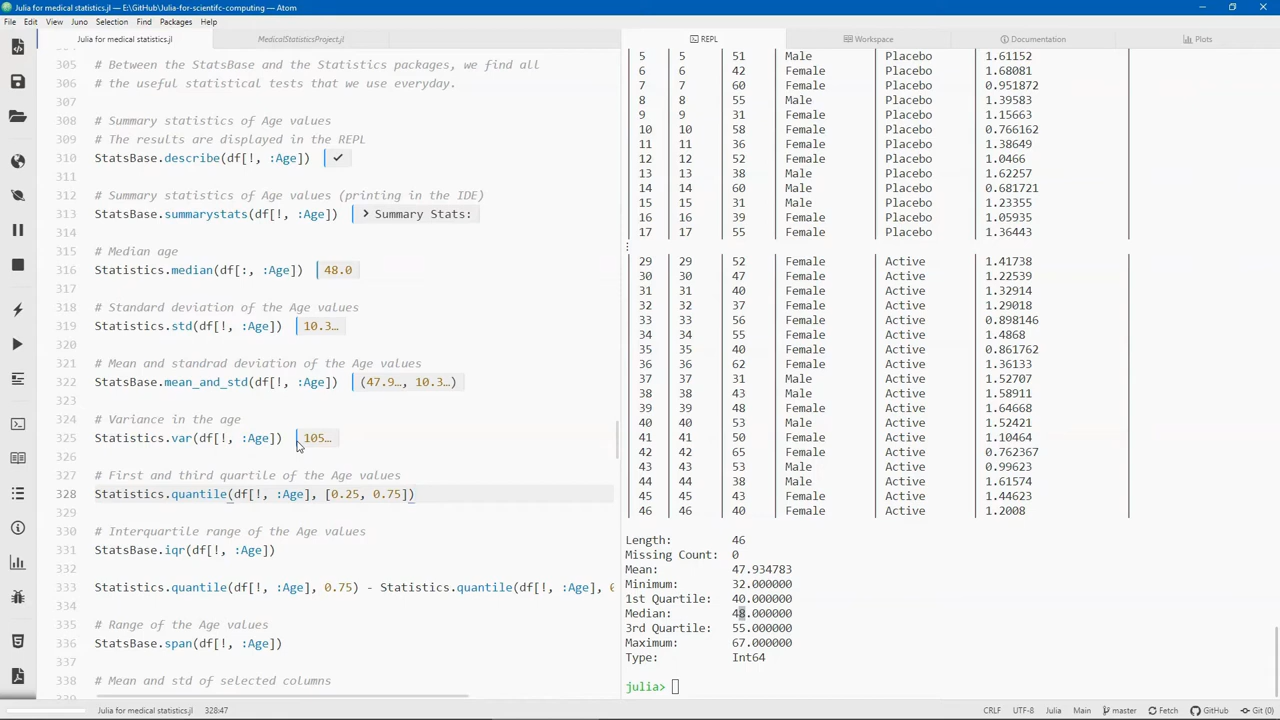 Julia for medical statistics.jl — E:\GitHub\Julia-for-scientifc-computing — Atom
File Edit View Juno Selection Find Packages Help
Julia for medical statistics.jl
MedicalStatisticsProject.jl
305 # Between the StatsBase and the Statistics packages, we find all
306 # the useful statistical tests that we use everyday.
307
308 # Summary statistics of Age values
309 # The results are displayed in the REPL
310 StatsBase.describe(df[!, :Age]) ✓
311
312 # Summary statistics of Age values (printing in the IDE)
313 StatsBase.summarystats(df[!, :Age]) > Summary Stats:
314
315 # Median age
316 Statistics.median(df[:, :Age]) 48.0
317
318 # Standard deviation of the Age values
319 Statistics.std(df[!, :Age]) 10.3…
320
321 # Mean and standrad deviation of the Age values
322 StatsBase.mean_and_std(df[!, :Age]) (47.9…, 10.3…)
323
324 # Variance in the age
325 Statistics.var(df[!, :Age]) 105…
326
327 # First and third quartile of the Age values
328 Statistics.quantile(df[!, :Age], [0.25, 0.75])
329
330 # Interquartile range of the Age values
331 StatsBase.iqr(df[!, :Age])
332
333 Statistics.quantile(df[!, :Age], 0.75) - Statistics.quantile(df[!, :Age], 0
334
335 # Range of the Age values
336 StatsBase.span(df[!, :Age])
337
338 # Mean and std of selected columns
REPL Workspace Documentation Plots
5 5 51 Male Placebo 1.61152
6 6 42 Female Placebo 1.68081
7 7 60 Female Placebo 0.951872
8 8 55 Male Placebo 1.39583
9 9 31 Female Placebo 1.15663
10 10 58 Female Placebo 0.766162
11 11 36 Female Placebo 1.38649
12 12 52 Female Placebo 1.0466
13 13 38 Male Placebo 1.62257
14 14 60 Male Placebo 0.681721
15 15 31 Male Placebo 1.23355
16 16 39 Female Placebo 1.05935
17 17 55 Female Placebo 1.36443
⋮
29 29 52 Female Active 1.41738
30 30 47 Female Active 1.22539
31 31 40 Female Active 1.32914
32 32 37 Female Active 1.29018
33 33 56 Female Active 0.898146
34 34 55 Female Active 1.4868
35 35 40 Female Active 0.861762
36 36 62 Female Active 1.36133
37 37 31 Male Active 1.52707
38 38 43 Male Active 1.58911
39 39 48 Female Active 1.64668
40 40 53 Male Active 1.52421
41 41 50 Female Active 1.10464
42 42 65 Female Active 0.762367
43 43 53 Male Active 0.99623
44 44 38 Male Active 1.61574
45 45 43 Female Active 1.44623
46 46 40 Female Active 1.2008
Length: 46
Missing Count: 0
Mean: 47.934783
Minimum: 32.000000
1st Quartile: 40.000000
Median: 48.000000
3rd Quartile: 55.000000
Maximum: 67.000000
Type: Int64
julia>
Julia for medical statistics.jl 328:47 CRLF UTF-8 Julia Main master Fetch GitHub Git (0)